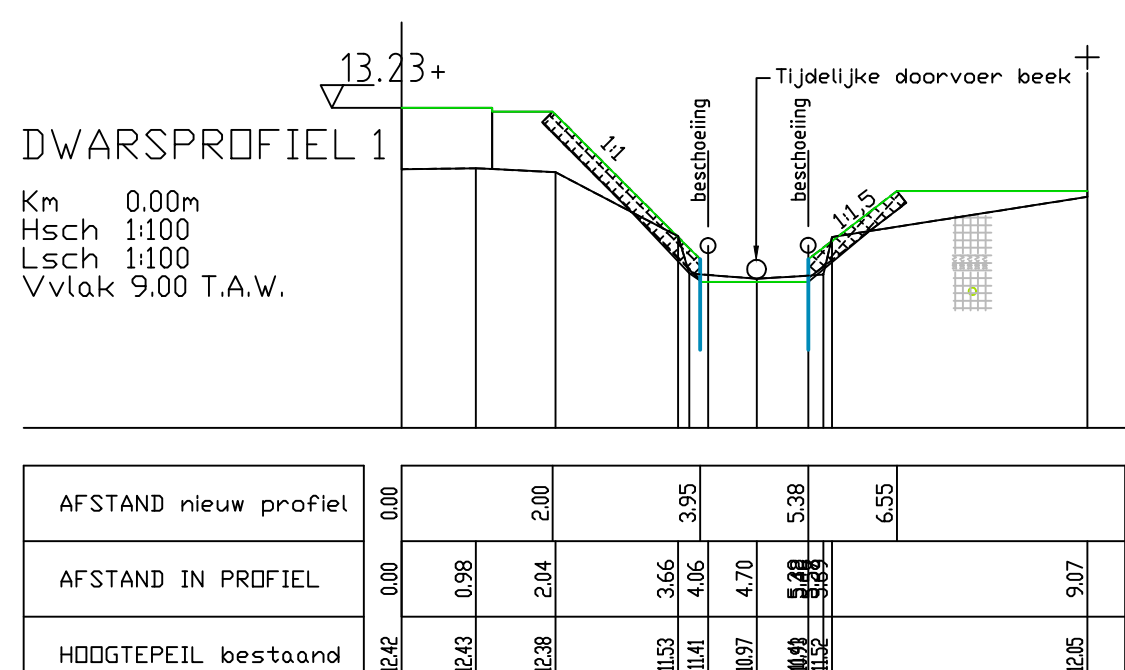 13.23+
Tijdelijke doorvoer beek
beschoeiing
beschoeiing
1:1
1:1,5
DWARSPROFIEL 1
Km 0.00m
Hsch 1:100
Lsch 1:100
Vvlak 9.00 T.A.W.
AFSTAND nieuw profiel 0.00 2.00 3.95 5.38 6.55
AFSTAND IN PROFIEL 0.00 0.98 2.04 3.66 4.06 4.70 9.07
HOOGTEPEIL bestaand 12.42 12.43 12.38 11.53 11.41 10.97 11.52 12.05